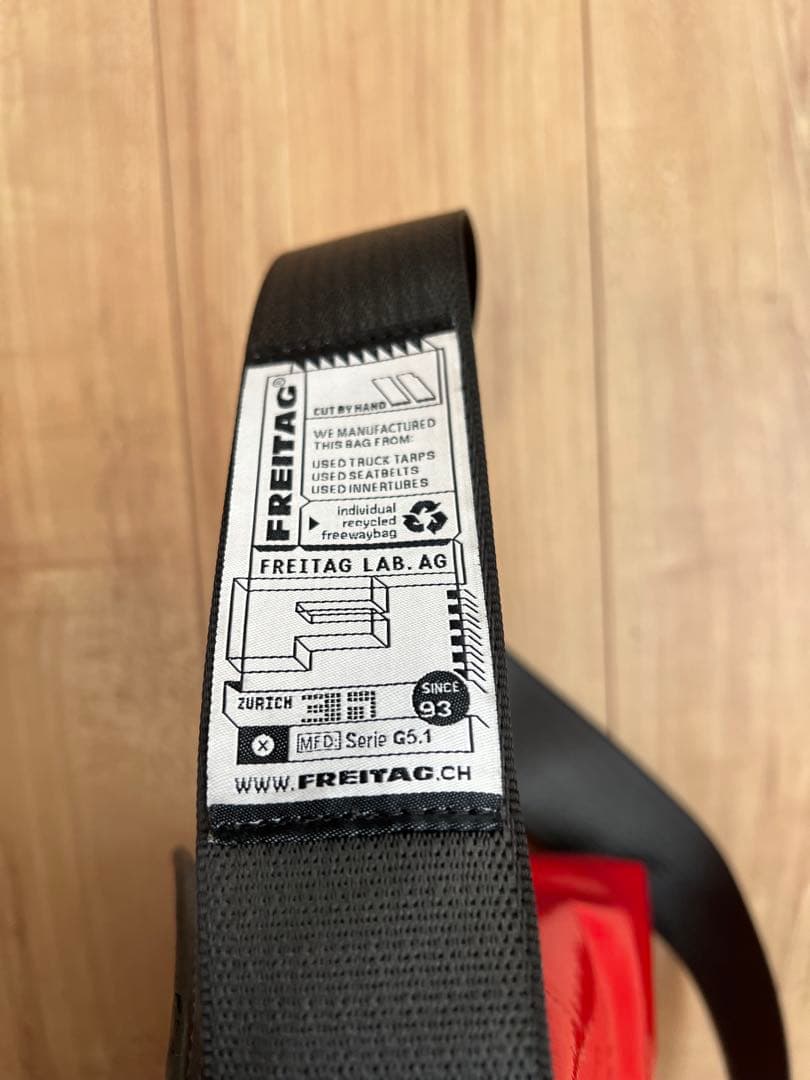 FREITAG®
CUT BY HAND
WE MANUFACTURED
THIS BAG FROM:
USED TRUCK TARPS
USED SEATBELTS
USED INNERTUBES
individual
recycled
freewaybag
FREITAG LAB. AG
ZÜRICH
SINCE
93
MFD: Serie G5.1
WWW.FREITAG.CH